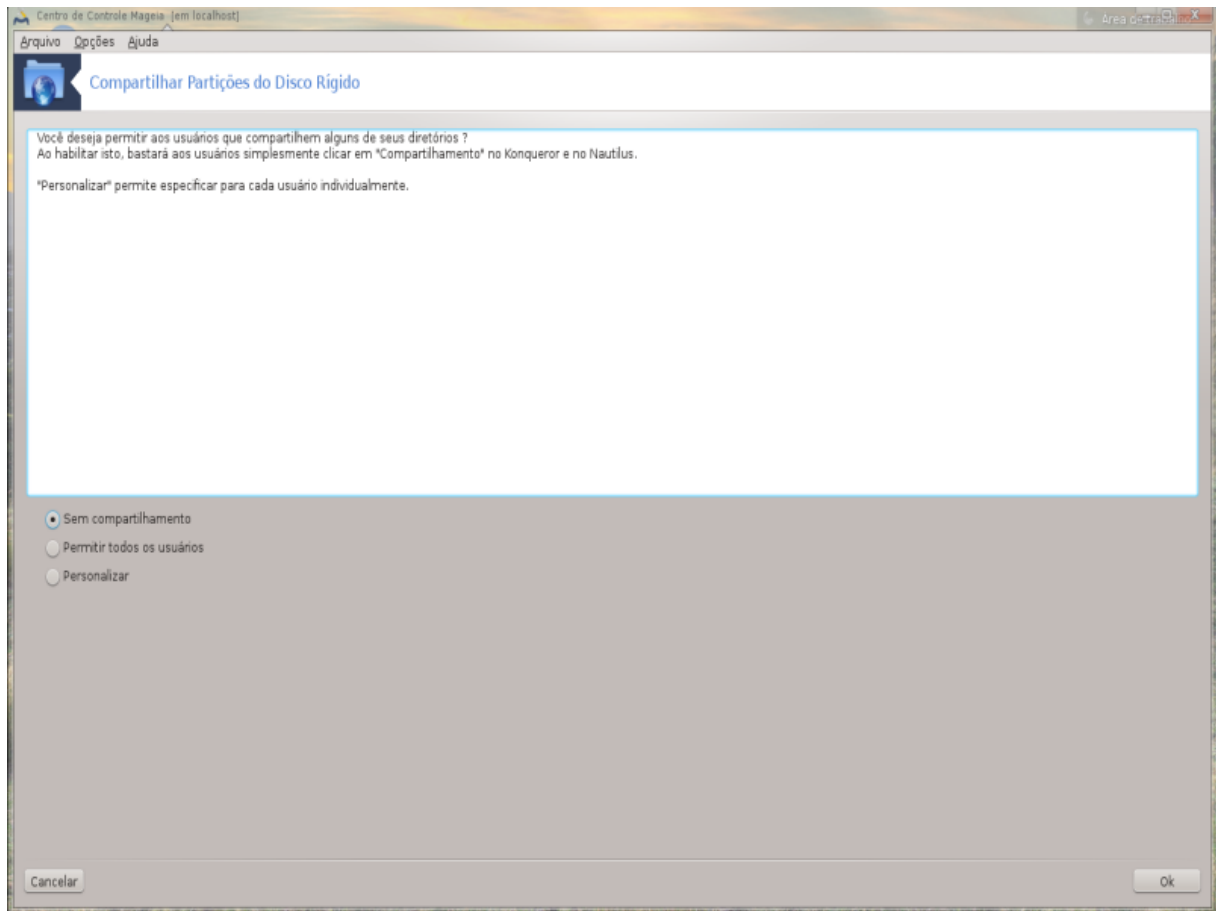 Centro de Controle Mageia [em localhost]
Arquivo Opções Ajuda
Compartilhar Partições do Disco Rígido
Você deseja permitir aos usuários que compartilhem alguns de seus diretórios ?
Ao habilitar isto, bastará aos usuários simplesmente clicar em "Compartilhamento" no Konqueror e no Nautilus.
"Personalizar" permite especificar para cada usuário individualmente.
Sem compartilhamento
Permitir todos os usuários
Personalizar
Cancelar
Ok